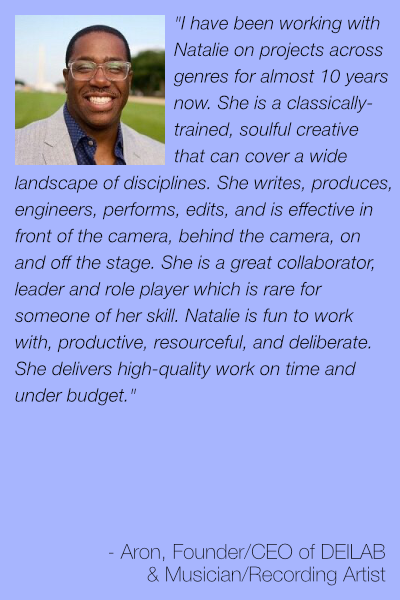 "I have been working with
Natalie on projects across
genres for almost 10 years
now. She is a classically-
trained, soulful creative
that can cover a wide
landscape of disciplines. She writes, produces,
engineers, performs, edits, and is effective in
front of the camera, behind the camera, on
and off the stage. She is a great collaborator,
leader and role player which is rare for
someone of her skill. Natalie is fun to work
with, productive, resourceful, and deliberate.
She delivers high-quality work on time and
under budget."
- Aron, Founder/CEO of DEILAB
& Musician/Recording Artist